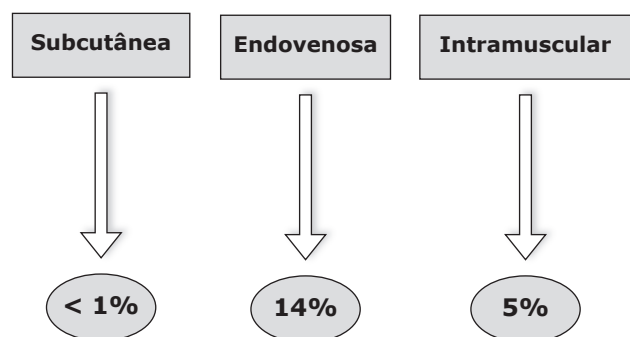 Subcutânea
Endovenosa
Intramuscular
< 1%
14%
5%